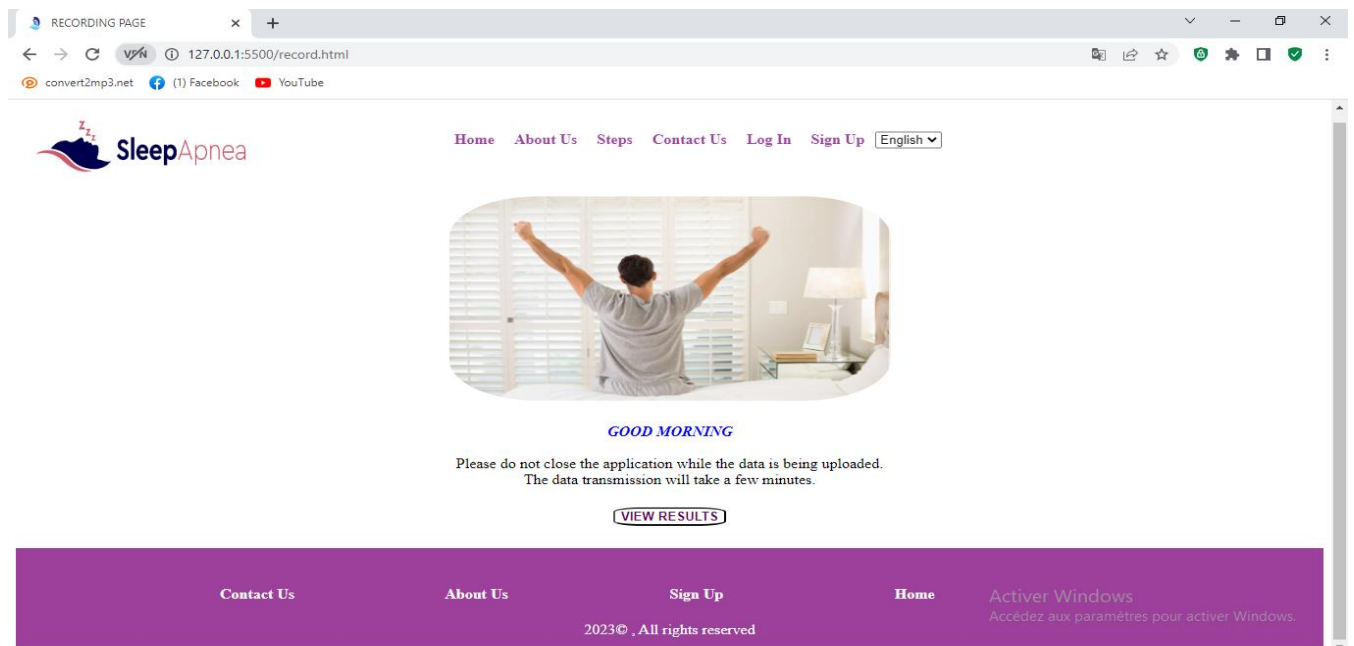 RECORDING PAGE
VPN 127.0.0.1:5500/record.html
convert2mp3.net (1) Facebook YouTube
z z z
SleepApnea
Home About Us Steps Contact Us Log In Sign Up English
GOOD MORNING
Please do not close the application while the data is being uploaded.
The data transmission will take a few minutes.
VIEW RESULTS
Contact Us About Us Sign Up Home
2023© , All rights reserved
Activer Windows
Accédez aux paramètres pour activer Windows.